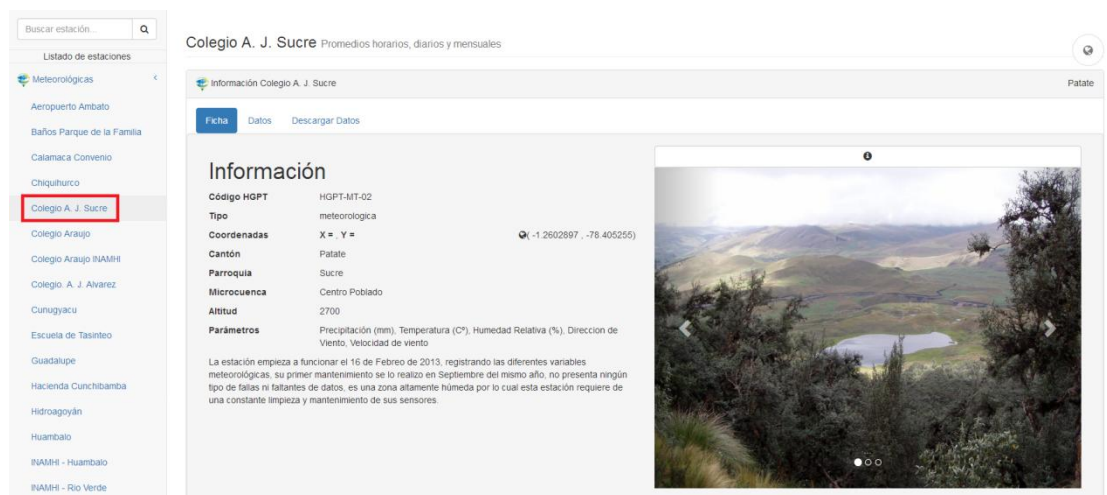 Buscar estación...
Listado de estaciones
Meteorológicas
Aeropuerto Ambato
Baños Parque de la Familia
Calamaca Convenio
Chiquihurco
Colegio A. J. Sucre
Colegio Araujo
Colegio Araujo INAMHI
Colegio. A. J. Alvarez
Cunugyacu
Escuela de Tasinteo
Guadalupe
Hacienda Cunchibamba
Hidroagoyán
Huambalo
INAMHI - Huambalo
INAMHI - Rio Verde
Colegio A. J. Sucre Promedios horarios, diarios y mensuales
Información Colegio A. J. Sucre Patate
Ficha Datos Descargar Datos
Información
Código HGPT HGPT-MT-02
Tipo meteorologica
Coordenadas X = , Y = ( -1.2602897 , -78.405255)
Cantón Patate
Parroquia Sucre
Microcuenca Centro Poblado
Altitud 2700
Parámetros Precipitación (mm), Temperatura (Cº), Humedad Relativa (%), Direccion de
Viento, Velocidad de viento
La estación empieza a funcionar el 16 de Febreo de 2013, registrando las diferentes variables
meteorológicas, su primer mantenimiento se lo realizo en Septiembre del mismo año, no presenta ningún
tipo de fallas ni faltantes de datos, es una zona altamente húmeda por lo cual esta estación requiere de
una constante limpieza y mantenimiento de sus sensores.